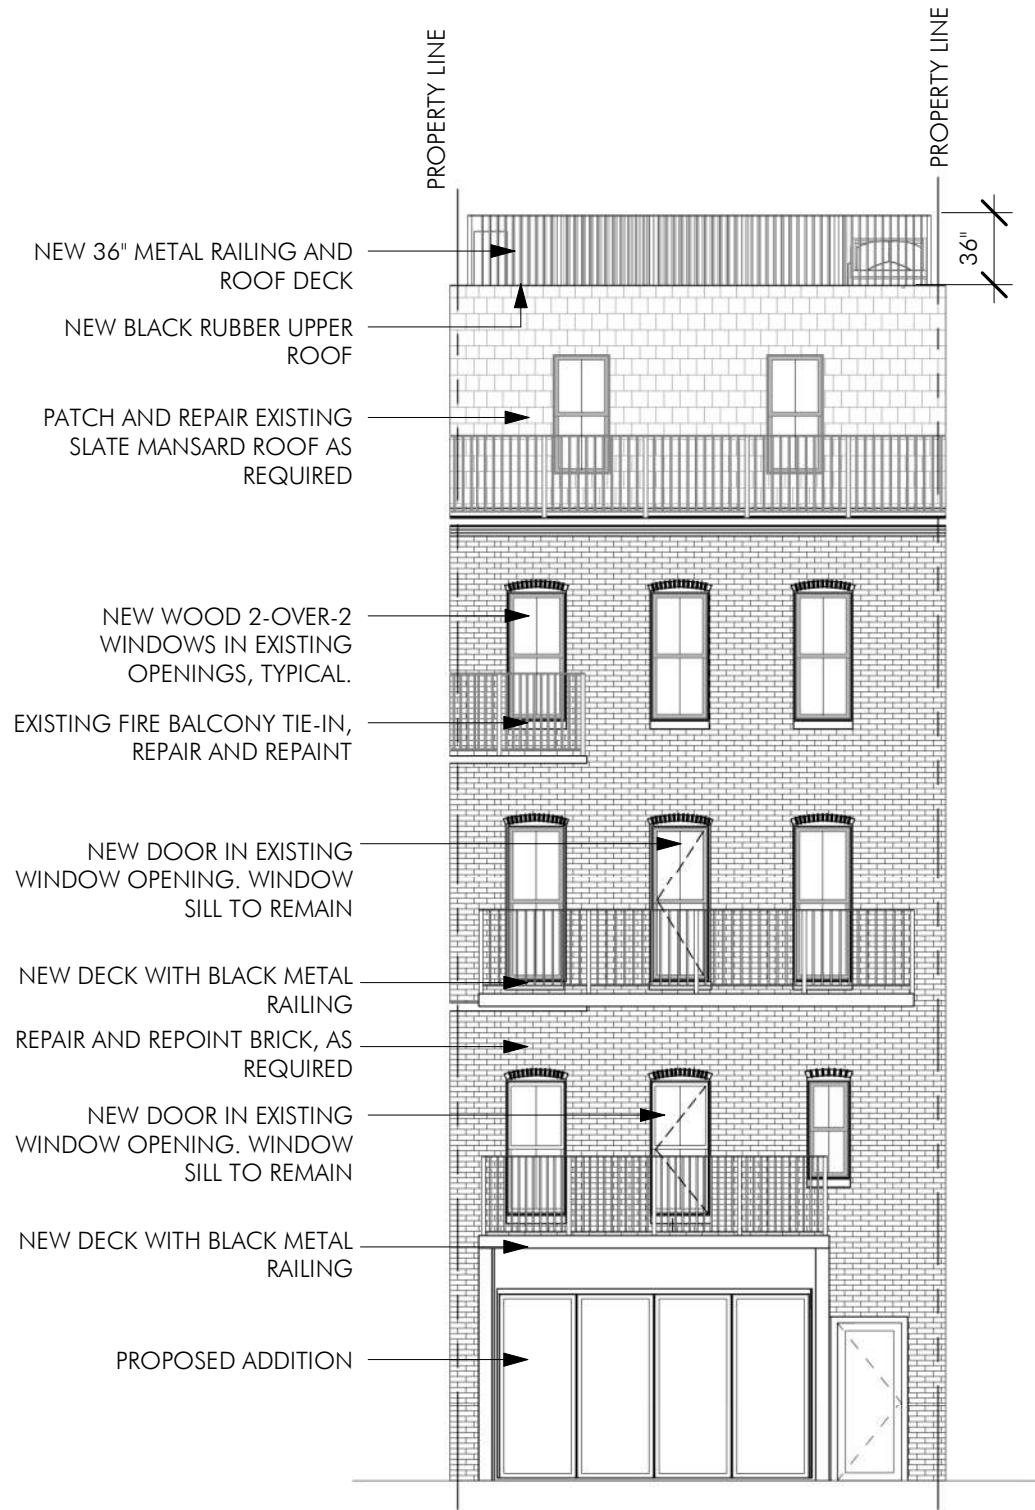 PROPERTY LINE
PROPERTY LINE
36"
NEW 36" METAL RAILING AND
ROOF DECK
NEW BLACK RUBBER UPPER
ROOF
PATCH AND REPAIR EXISTING
SLATE MANSARD ROOF AS
REQUIRED
NEW WOOD 2-OVER-2
WINDOWS IN EXISTING
OPENINGS, TYPICAL.
EXISTING FIRE BALCONY TIE-IN,
REPAIR AND REPAINT
NEW DOOR IN EXISTING
WINDOW OPENING. WINDOW
SILL TO REMAIN
NEW DECK WITH BLACK METAL
RAILING
REPAIR AND REPOINT BRICK, AS
REQUIRED
NEW DOOR IN EXISTING
WINDOW OPENING. WINDOW
SILL TO REMAIN
NEW DECK WITH BLACK METAL
RAILING
PROPOSED ADDITION